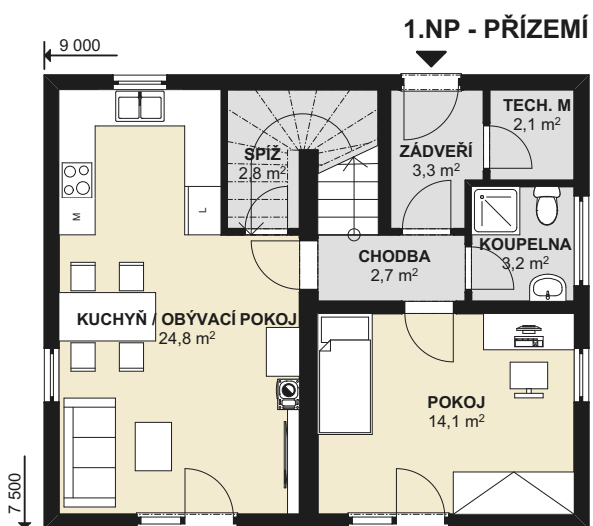 1.NP - PŘÍZEMÍ
9 000
TECH. M
2,1 m²
SPÍŽ
2,8 m²
ZÁDVEŘÍ
3,3 m²
M
L
KOUPELNA
3,2 m²
CHODBA
2,7 m²
KUCHYŇ / OBÝVACÍ POKOJ
24,8 m²
POKOJ
14,1 m²
7 500